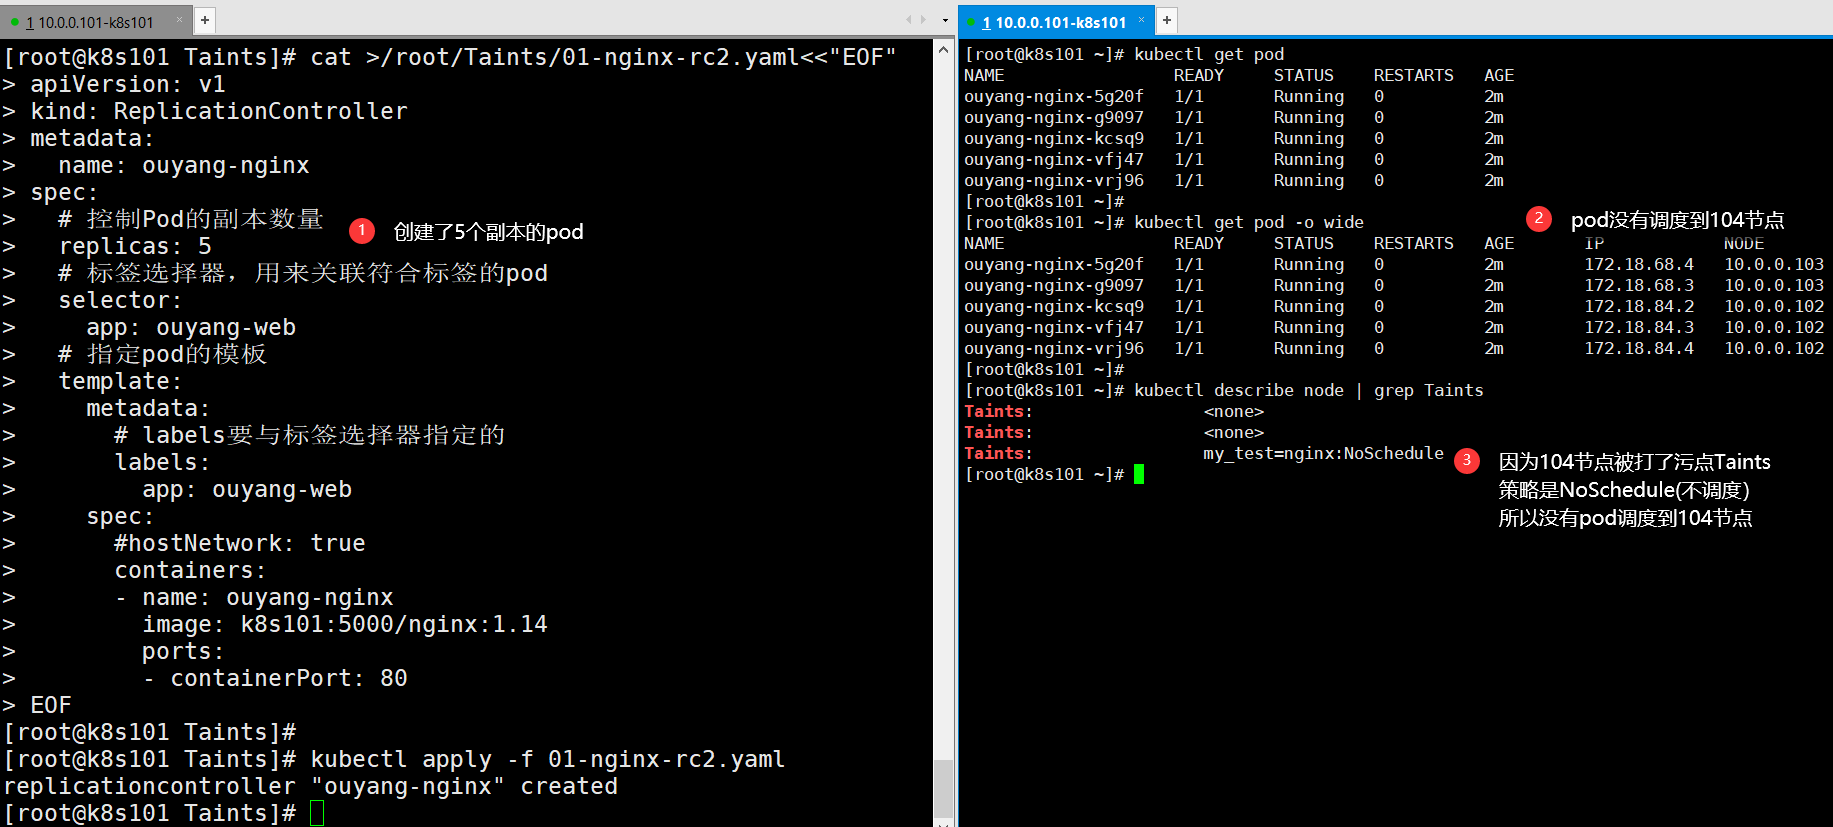 1 10.0.0.101-k8s101
[root@k8s101 Taints]# cat >/root/Taints/01-nginx-rc2.yaml<<"EOF"
> apiVersion: v1
> kind: ReplicationController
> metadata:
>   name: ouyang-nginx
> spec:
>   # 控制Pod的副本数量
>   replicas: 5
>   # 标签选择器，用来关联符合标签的pod
>   selector:
>     app: ouyang-web
>   # 指定pod的模板
>   template:
>     metadata:
>       # labels要与标签选择器指定的
>       labels:
>         app: ouyang-web
>     spec:
>       #hostNetwork: true
>       containers:
>       - name: ouyang-nginx
>         image: k8s101:5000/nginx:1.14
>         ports:
>         - containerPort: 80
> EOF
[root@k8s101 Taints]#
[root@k8s101 Taints]# kubectl apply -f 01-nginx-rc2.yaml
replicationcontroller "ouyang-nginx" created
[root@k8s101 Taints]#
1 创建了5个副本的pod
1 10.0.0.101-k8s101
[root@k8s101 ~]# kubectl get pod
NAME                 READY     STATUS    RESTARTS   AGE
ouyang-nginx-5g20f   1/1       Running   0          2m
ouyang-nginx-g9097   1/1       Running   0          2m
ouyang-nginx-kcsq9   1/1       Running   0          2m
ouyang-nginx-vfj47   1/1       Running   0          2m
ouyang-nginx-vrj96   1/1       Running   0          2m
[root@k8s101 ~]#
[root@k8s101 ~]# kubectl get pod -o wide
2 pod没有调度到104节点
NAME                 READY     STATUS    RESTARTS   AGE       IP            NODE
ouyang-nginx-5g20f   1/1       Running   0          2m        172.18.68.4   10.0.0.103
ouyang-nginx-g9097   1/1       Running   0          2m        172.18.68.3   10.0.0.103
ouyang-nginx-kcsq9   1/1       Running   0          2m        172.18.84.2   10.0.0.102
ouyang-nginx-vfj47   1/1       Running   0          2m        172.18.84.3   10.0.0.102
ouyang-nginx-vrj96   1/1       Running   0          2m        172.18.84.4   10.0.0.102
[root@k8s101 ~]#
[root@k8s101 ~]# kubectl describe node | grep Taints
Taints:                 <none>
Taints:                 <none>
Taints:                 my_test=nginx:NoSchedule
[root@k8s101 ~]#
3 因为104节点被打了污点Taints
策略是NoSchedule(不调度)
所以没有pod调度到104节点